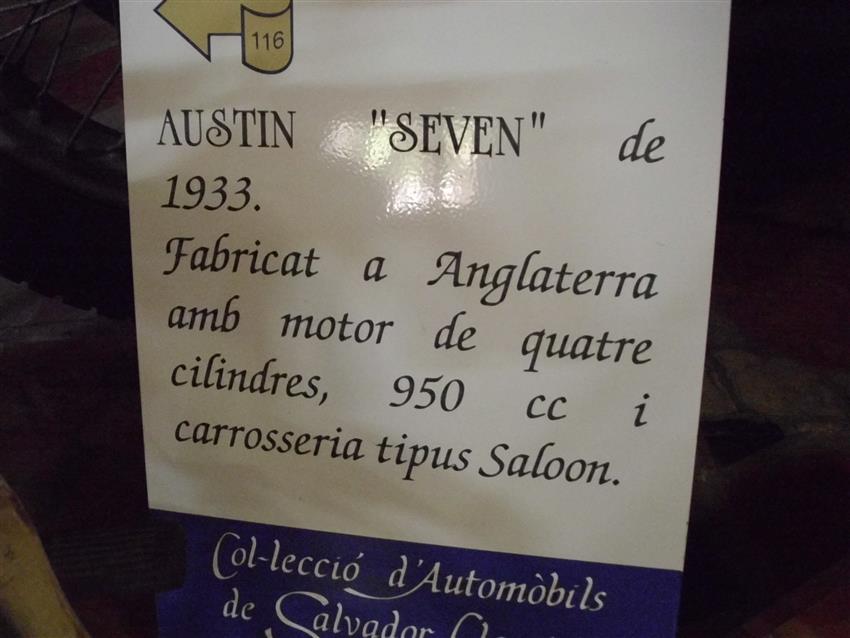 116
AUSTIN "SEVEN" de
1933.
Fabricat a Anglaterra
amb motor de quatre
cilindres, 950 cc i
carrosseria tipus Saloon.
Col-lecció d'Automòbils
de Salvador